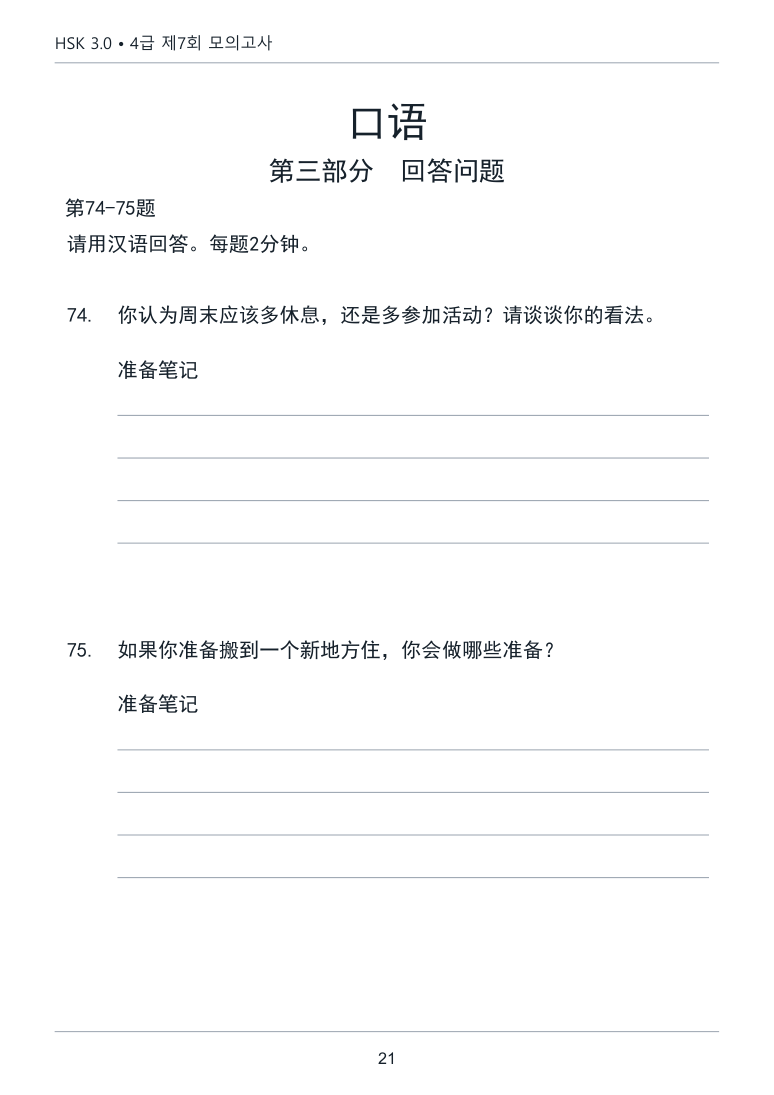 HSK 3.0 • 4급 제7회 모의고사
口语
第三部分　回答问题
第74-75题
请用汉语回答。每题2分钟。
74. 你认为周末应该多休息，还是多参加活动？请谈谈你的看法。
准备笔记
75. 如果你准备搬到一个新地方住，你会做哪些准备？
准备笔记
21